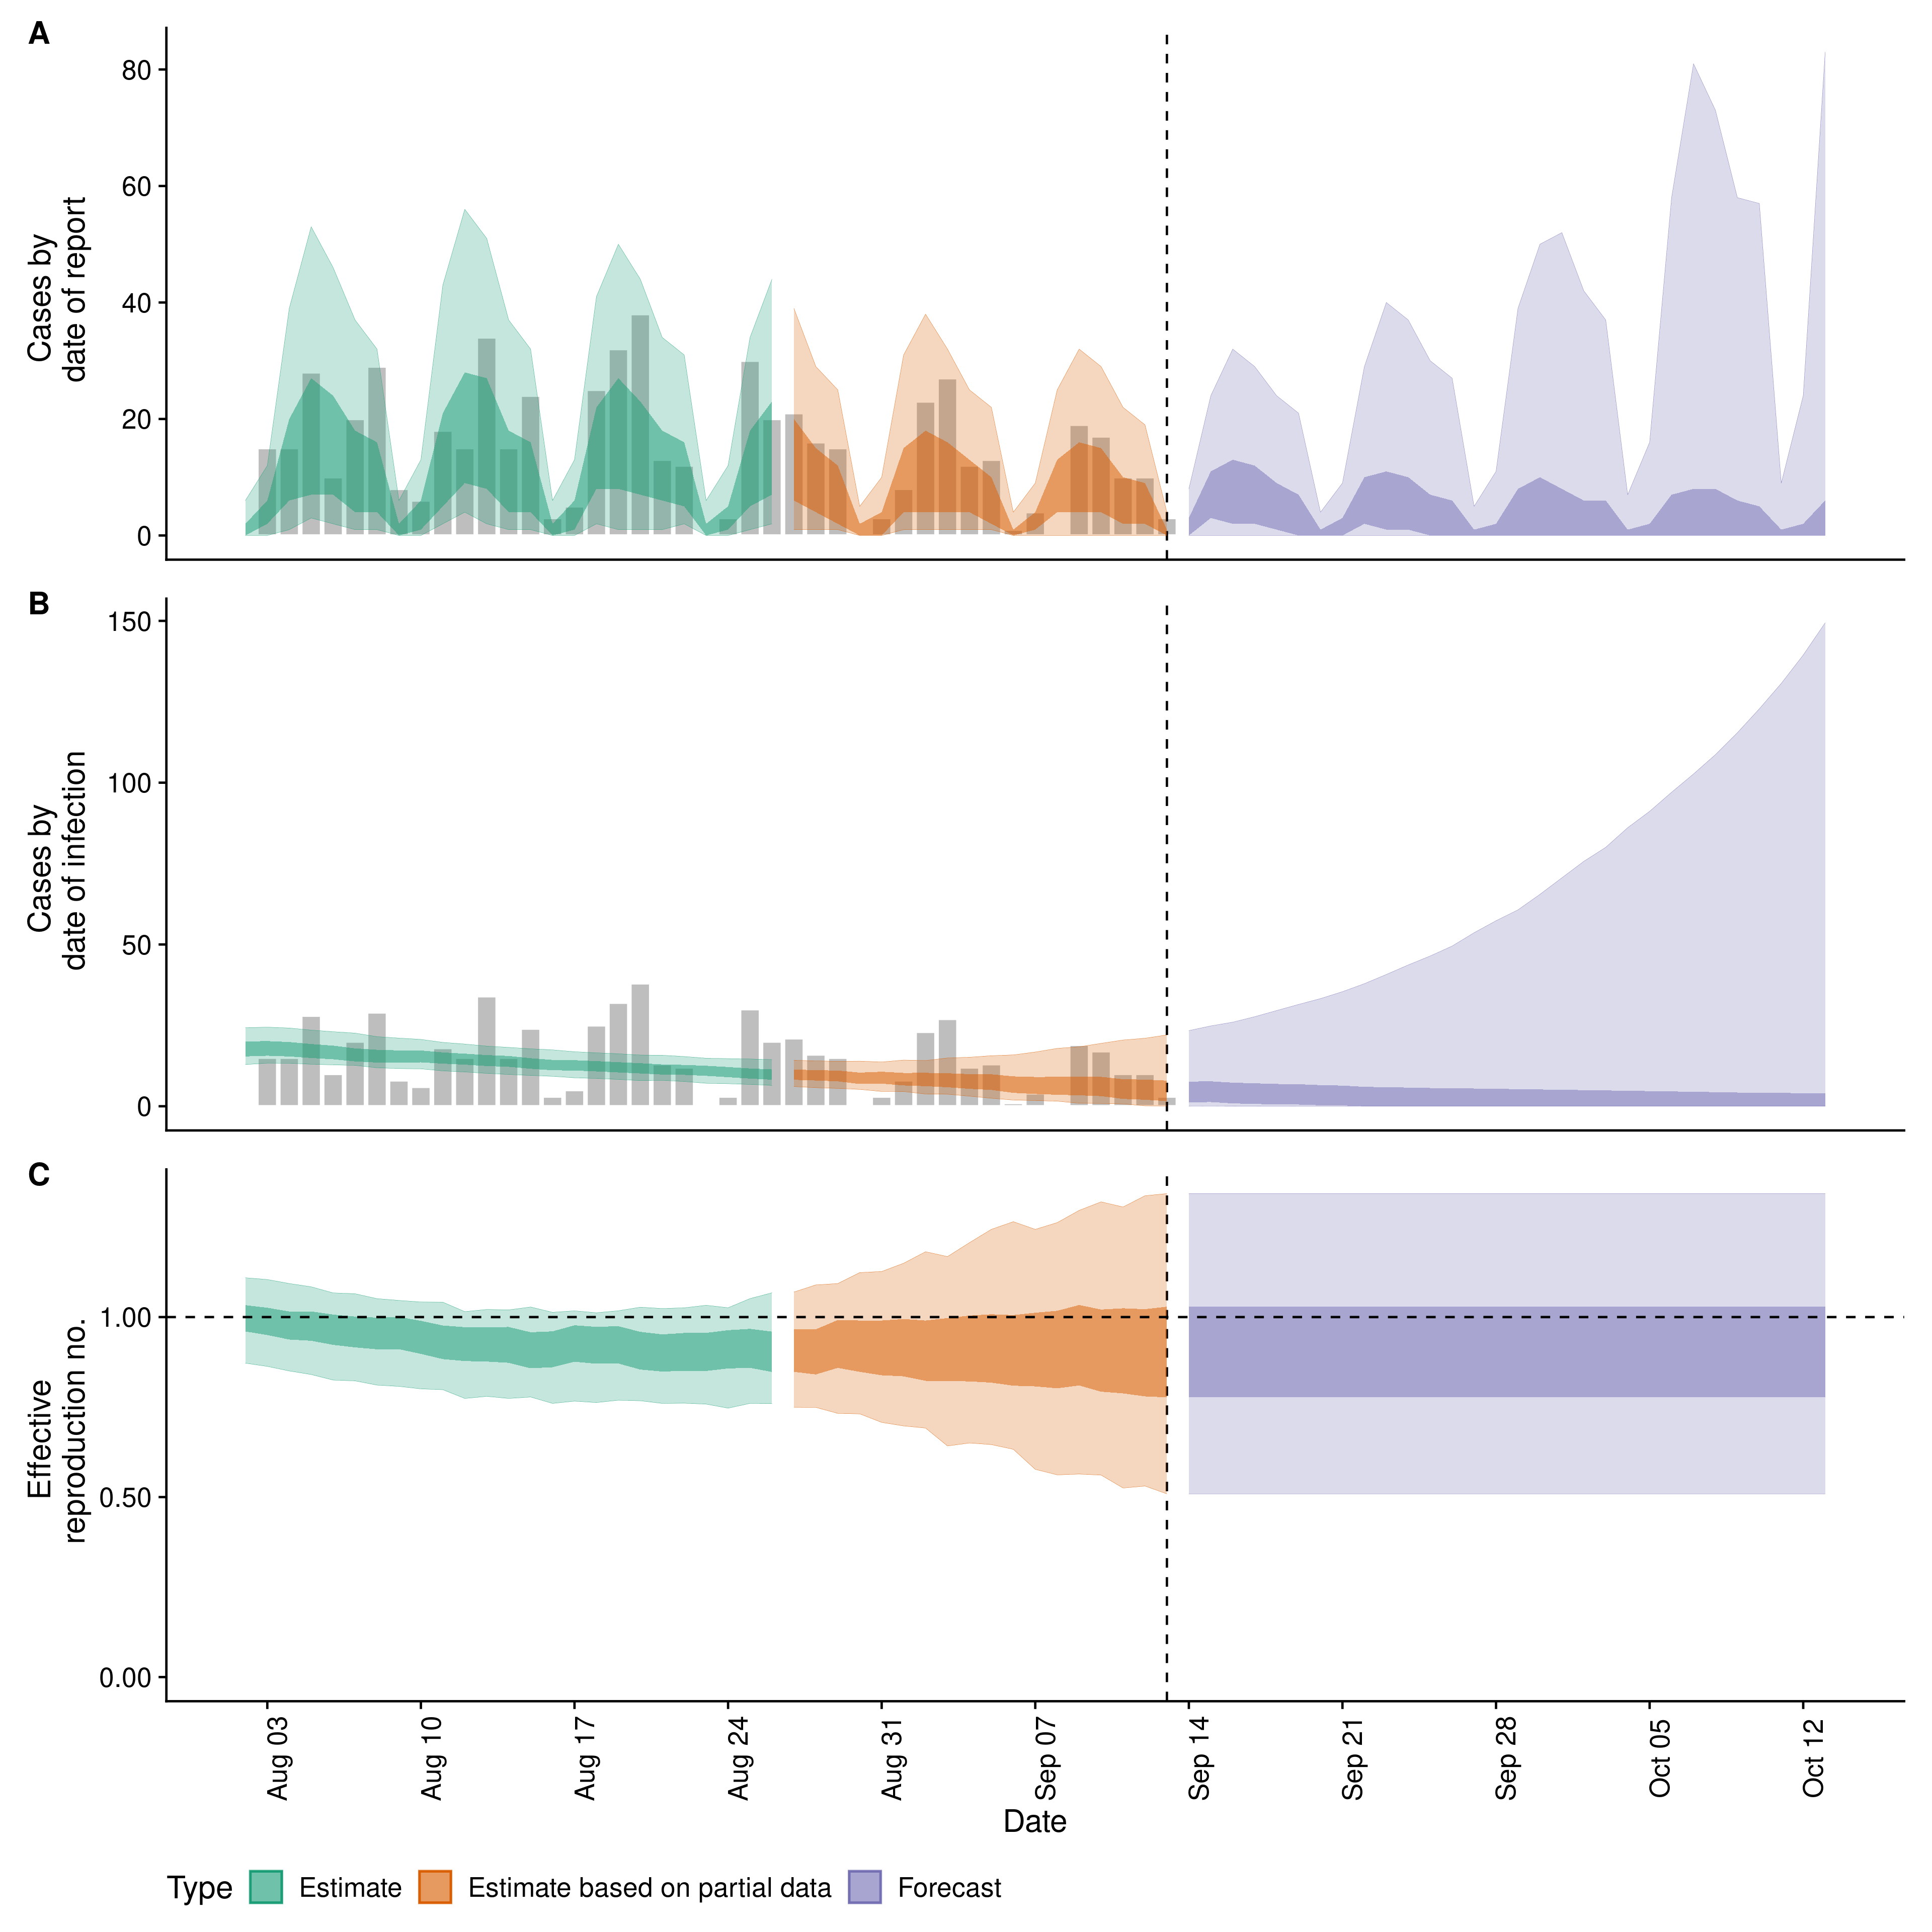 A
80
60
40
20
0
Cases by
date of report
B
150
100
50
0
Cases by
date of infection
C
1.00
0.50
0.00
Effective
reproduction no.
Aug 03
Aug 10
Aug 17
Aug 24
Aug 31
Sep 07
Sep 14
Sep 21
Sep 28
Oct 05
Oct 12
Date
Type Estimate Estimate based on partial data Forecast